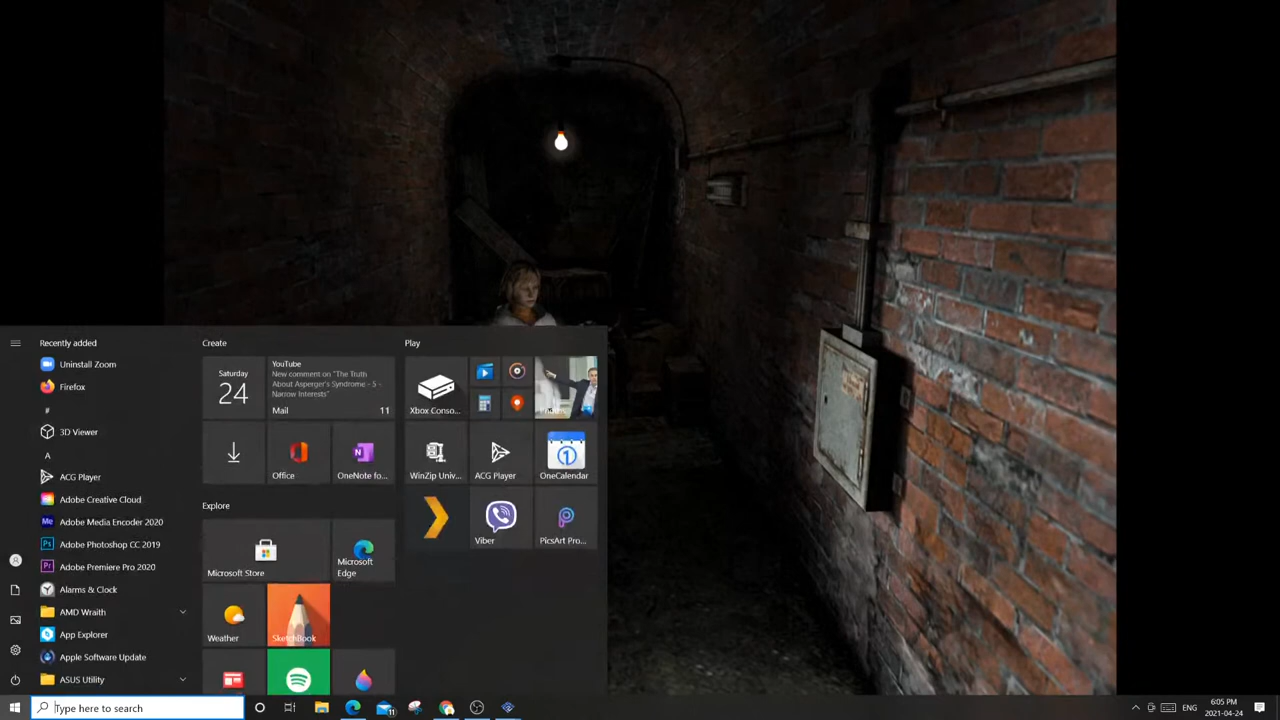 Recently added
Uninstall Zoom
Firefox
#
3D Viewer
A
ACG Player
Adobe Creative Cloud
Adobe Media Encoder 2020
Adobe Photoshop CC 2019
Adobe Premiere Pro 2020
Alarms & Clock
AMD Wraith
App Explorer
Apple Software Update
ASUS Utility
Create
Saturday
24
YouTube
New comment on "The Truth
About Asperger's Syndrome - 5 -
Narrow Interests"
Mail 11
Office
OneNote fo...
Explore
Microsoft Store
Microsoft
Edge
Weather
SketchBook
Play
Xbox Conso...
WinZip Univ...
ACG Player
OneCalendar
Viber
PicsArt Pro...
Type here to search
11
ENG
6:05 PM
2021-04-24